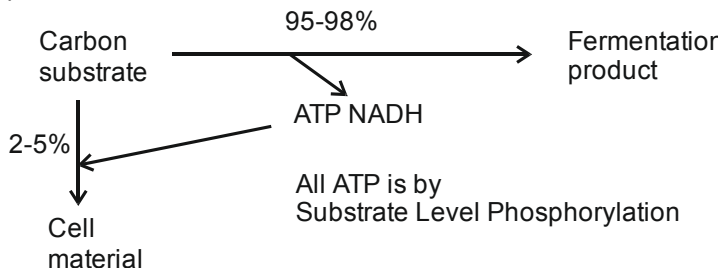 95-98%
Carbon
substrate
Fermentation
product
ATP NADH
2-5%
All ATP is by
Substrate Level Phosphorylation
Cell
material